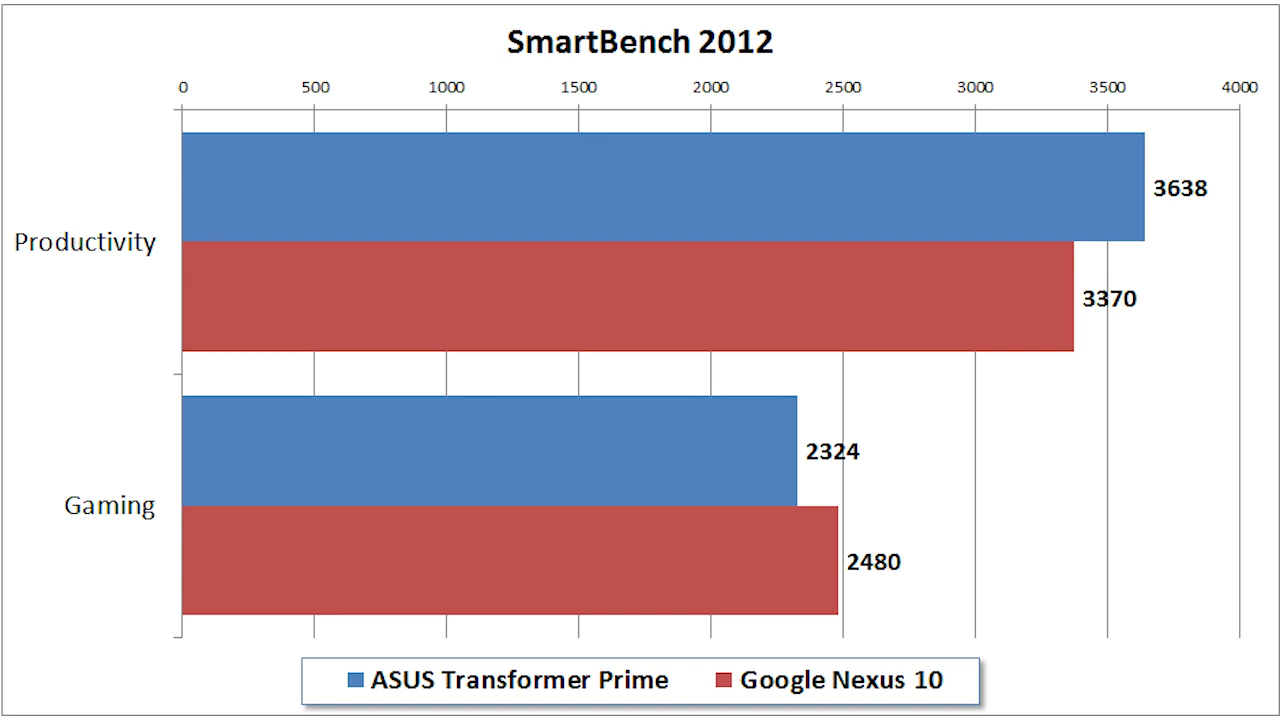 SmartBench 2012
0 500 1000 1500 2000 2500 3000 3500 4000
3638
Productivity
3370
2324
Gaming
2480
ASUS Transformer Prime Google Nexus 10